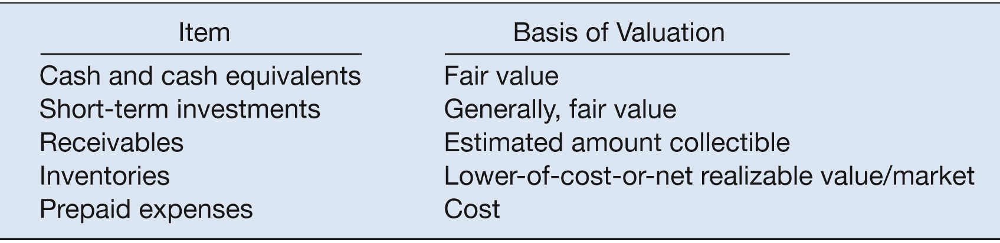 Item Basis of Valuation
Cash and cash equivalents Fair value
Short-term investments Generally, fair value
Receivables Estimated amount collectible
Inventories Lower-of-cost-or-net realizable value/market
Prepaid expenses Cost